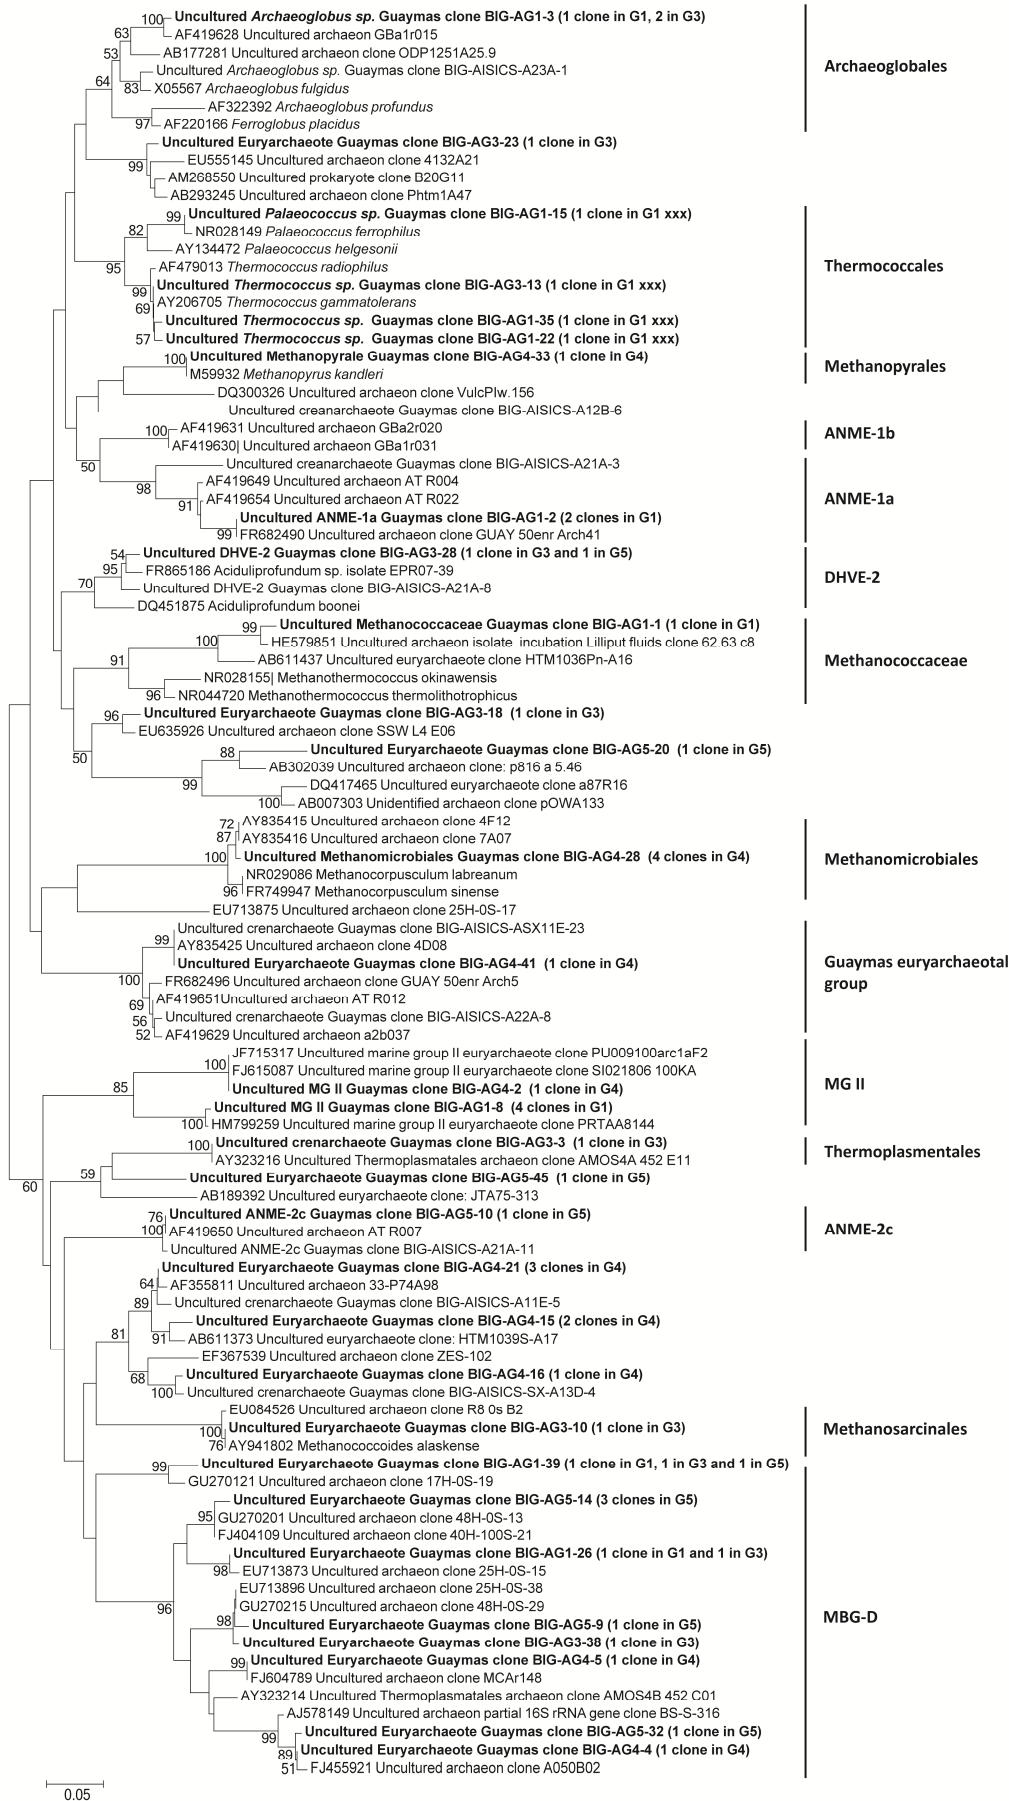 Uncultured Archaeoglobus sp. Guaymas clone BIG-AG1-3 (1 clone in G1, 2 in G3)
100
63
AF419628 Uncultured archaeon GBa1r015
53
AB177281 Uncultured archaeon clone ODP1251A25.9
Archaeoglobales
Uncultured Archaeoglobus sp. Guaymas clone BIG-AISICS-A23A-1
64
83
X05567 Archaeoglobus fulgidus
AF322392 Archaeoglobus profundus
97
AF220166 Ferroglobus placidus
Uncultured Euryarchaeote Guaymas clone BIG-AG3-23 (1 clone in G3)
99
EU555145 Uncultured archaeon clone 4132A21
AM268550 Uncultured prokaryote clone B20G11
AB293245 Uncultured archaeon clone Phtm1A47
99
Uncultured Palaeococcus sp. Guaymas clone BIG-AG1-15 (1 clone in G1 xxx)
82
NR028149 Palaeococcus ferrophilus
AY134472 Palaeococcus helgesonii
95
AF479013 Thermococcus radiophilus
Thermococcales
99
Uncultured Thermococcus sp. Guaymas clone BIG-AG3-13 (1 clone in G1 xxx)
69
AY206705 Thermococcus gammatolerans
Uncultured Thermococcus sp. Guaymas clone BIG-AG1-35 (1 clone in G1 xxx)
57
Uncultured Thermococcus sp. Guaymas clone BIG-AG1-22 (1 clone in G1 xxx)
100
Uncultured Methanopyrale Guaymas clone BIG-AG4-33 (1 clone in G4)
Methanopyrales
M59932 Methanopyrus kandleri
DQ300326 Uncultured archaeon clone VulcPIw.156
Uncultured creanarchaeote Guaymas clone BIG-AISICS-A12B-6
100
AF419631 Uncultured archaeon GBa2r020
ANME-1b
AF419630| Uncultured archaeon GBa1r031
50
Uncultured creanarchaeote Guaymas clone BIG-AISICS-A21A-3
98
AF419649 Uncultured archaeon AT R004
91
AF419654 Uncultured archaeon AT R022
ANME-1a
Uncultured ANME-1a Guaymas clone BIG-AG1-2 (2 clones in G1)
99
FR682490 Uncultured archaeon clone GUAY 50enr Arch41
54
Uncultured DHVE-2 Guaymas clone BIG-AG3-28 (1 clone in G3 and 1 in G5)
95
FR865186 Aciduliprofundum sp. isolate EPR07-39
DHVE-2
70
Uncultured DHVE-2 Guaymas clone BIG-AISICS-A21A-8
DQ451875 Aciduliprofundum boonei
99
Uncultured Methanococcaceae Guaymas clone BIG-AG1-1 (1 clone in G1)
100
HE579851 Uncultured archaeon isolate incubation Lilliput fluids clone 62.63 c8
91
AB611437 Uncultured euryarchaeote clone HTM1036Pn-A16
Methanococcaceae
NR028155| Methanothermococcus okinawensis
96
NR044720 Methanothermococcus thermolithotrophicus
96
Uncultured Euryarchaeote Guaymas clone BIG-AG3-18 (1 clone in G3)
EU635926 Uncultured archaeon clone SSW L4 E06
50
88
Uncultured Euryarchaeote Guaymas clone BIG-AG5-20 (1 clone in G5)
AB302039 Uncultured archaeon clone: p816 a 5.46
99
DQ417465 Uncultured euryarchaeote clone a87R16
100
AB007303 Unidentified archaeon clone pOWA133
72
AY835415 Uncultured archaeon clone 4F12
87
AY835416 Uncultured archaeon clone 7A07
100
Uncultured Methanomicrobiales Guaymas clone BIG-AG4-28 (4 clones in G4)
Methanomicrobiales
NR029086 Methanocorpusculum labreanum
96
FR749947 Methanocorpusculum sinense
EU713875 Uncultured archaeon clone 25H-0S-17
Uncultured crenarchaeote Guaymas clone BIG-AISICS-ASX11E-23
99
AY835425 Uncultured archaeon clone 4D08
Uncultured Euryarchaeote Guaymas clone BIG-AG4-41 (1 clone in G4)
Guaymas euryarchaeotal
group
100
FR682496 Uncultured archaeon clone GUAY 50enr Arch5
69
AF419651Uncultured archaeon AT R012
56
Uncultured crenarchaeote Guaymas clone BIG-AISICS-A22A-8
52
AF419629 Uncultured archaeon a2b037
JF715317 Uncultured marine group II euryarchaeote clone PU009100arc1aF2
100
FJ615087 Uncultured marine group II euryarchaeote clone SI021806 100KA
85
Uncultured MG II Guaymas clone BIG-AG4-2 (1 clone in G4)
MG II
Uncultured MG II Guaymas clone BIG-AG1-8 (4 clones in G1)
100
HM799259 Uncultured marine group II euryarchaeote clone PRTAA8144
100
Uncultured crenarchaeote Guaymas clone BIG-AG3-3 (1 clone in G3)
Thermoplasmentales
AY323216 Uncultured Thermoplasmatales archaeon clone AMOS4A 452 E11
59
Uncultured Euryarchaeote Guaymas clone BIG-AG5-45 (1 clone in G5)
60
AB189392 Uncultured euryarchaeote clone: JTA75-313
76
Uncultured ANME-2c Guaymas clone BIG-AG5-10 (1 clone in G5)
100
AF419650 Uncultured archaeon AT R007
ANME-2c
Uncultured ANME-2c Guaymas clone BIG-AISICS-A21A-11
Uncultured Euryarchaeote Guaymas clone BIG-AG4-21 (3 clones in G4)
64
AF355811 Uncultured archaeon 33-P74A98
89
Uncultured crenarchaeote Guaymas clone BIG-AISICS-A11E-5
81
Uncultured Euryarchaeote Guaymas clone BIG-AG4-15 (2 clones in G4)
91
AB611373 Uncultured euryarchaeote clone: HTM1039S-A17
EF367539 Uncultured archaeon clone ZES-102
68
Uncultured Euryarchaeote Guaymas clone BIG-AG4-16 (1 clone in G4)
100
Uncultured crenarchaeote Guaymas clone BIG-AISICS-SX-A13D-4
EU084526 Uncultured archaeon clone R8 0s B2
100
Uncultured Euryarchaeote Guaymas clone BIG-AG3-10 (1 clone in G3)
Methanosarcinales
76
AY941802 Methanococcoides alaskense
99
Uncultured Euryarchaeote Guaymas clone BIG-AG1-39 (1 clone in G1, 1 in G3 and 1 in G5)
GU270121 Uncultured archaeon clone 17H-0S-19
Uncultured Euryarchaeote Guaymas clone BIG-AG5-14 (3 clones in G5)
95
GU270201 Uncultured archaeon clone 48H-0S-13
FJ404109 Uncultured archaeon clone 40H-100S-21
Uncultured Euryarchaeote Guaymas clone BIG-AG1-26 (1 clone in G1 and 1 in G3)
98
EU713873 Uncultured archaeon clone 25H-0S-15
EU713896 Uncultured archaeon clone 25H-0S-38
96
GU270215 Uncultured archaeon clone 48H-0S-29
MBG-D
98
Uncultured Euryarchaeote Guaymas clone BIG-AG5-9 (1 clone in G5)
Uncultured Euryarchaeote Guaymas clone BIG-AG3-38 (1 clone in G3)
99
Uncultured Euryarchaeote Guaymas clone BIG-AG4-5 (1 clone in G4)
FJ604789 Uncultured archaeon clone MCAr148
AY323214 Uncultured Thermoplasmatales archaeon clone AMOS4B 452 C01
AJ578149 Uncultured archaeon partial 16S rRNA gene clone BS-S-316
99
Uncultured Euryarchaeote Guaymas clone BIG-AG5-32 (1 clone in G5)
89
Uncultured Euryarchaeote Guaymas clone BIG-AG4-4 (1 clone in G4)
51
FJ455921 Uncultured archaeon clone A050B02
0.05